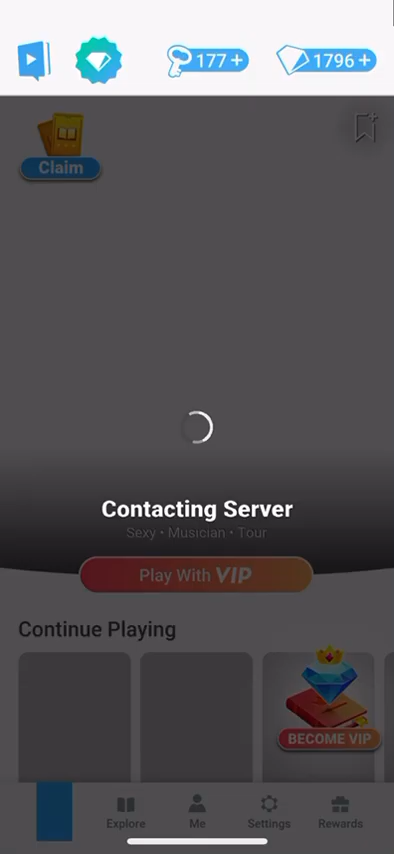 177 +
1796 +
Claim
Contacting Server
Sexy • Musician • Tour
Play With VIP
Continue Playing
BECOME VIP
Explore
Me
Settings
Rewards